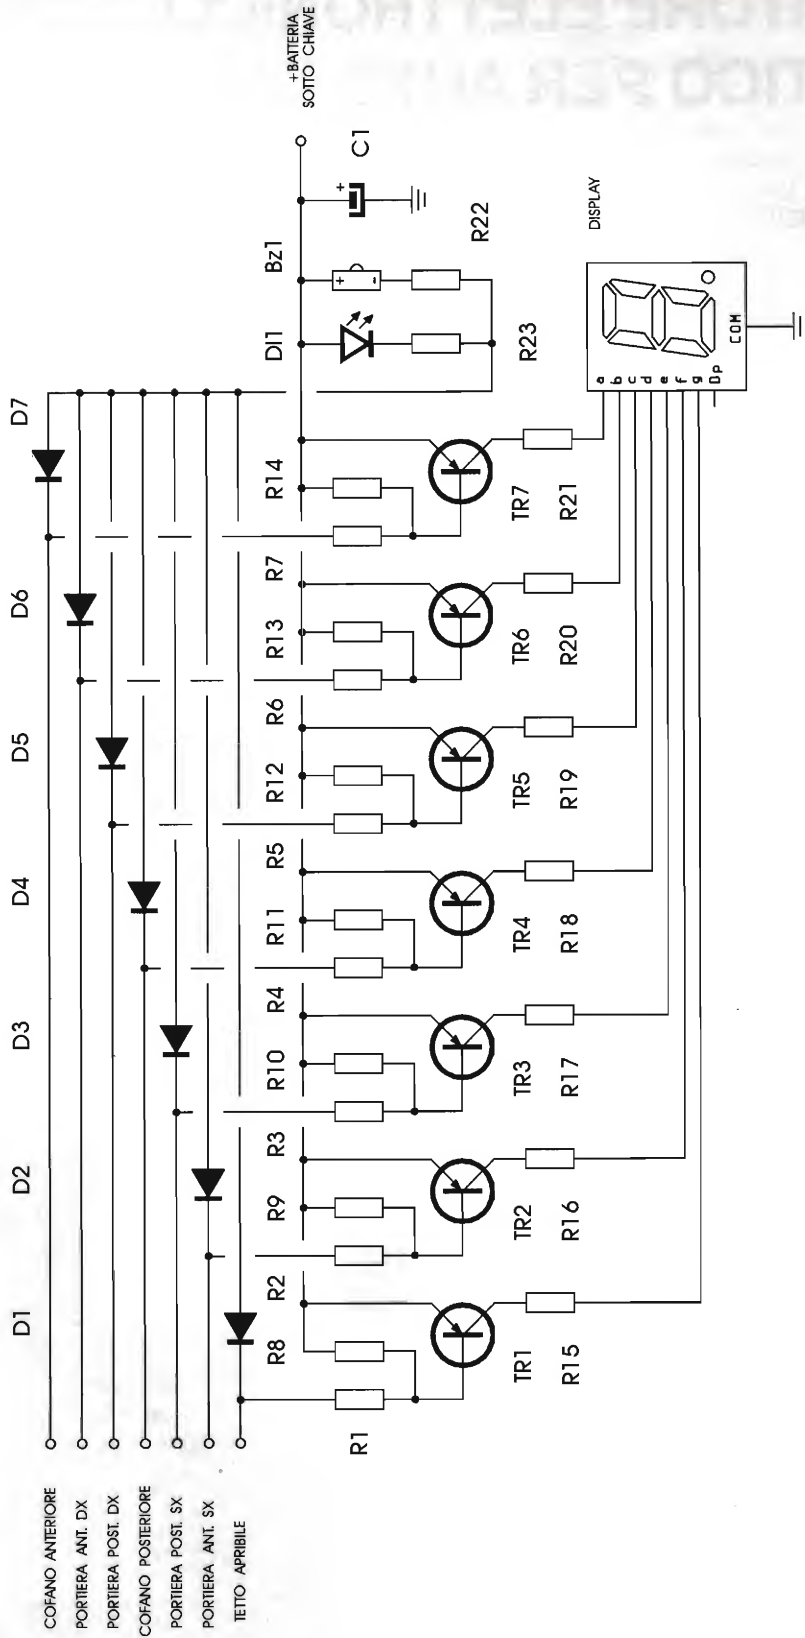 +BATTERIA
SOTTO CHIAVE
D1
D2
D3
D4
D5
D6
D7
COFANO ANTERIORE
PORTIERA ANT. DX
PORTIERA POST. DX
COFANO POSTERIORE
PORTIERA POST. SX
PORTIERA ANT. SX
TETTO APRIBILE
R8
R2
R9
R3
R10
R4
R11
R5
R12
R6
R13
R7
R14
Dl1
Bz1
C1
+
+
-
R1
R22
R23
TR1
TR2
TR3
TR4
TR5
TR6
TR7
R15
R16
R17
R18
R19
R20
R21
DISPLAY
a
b
c
d
e
f
g
Dp
COM